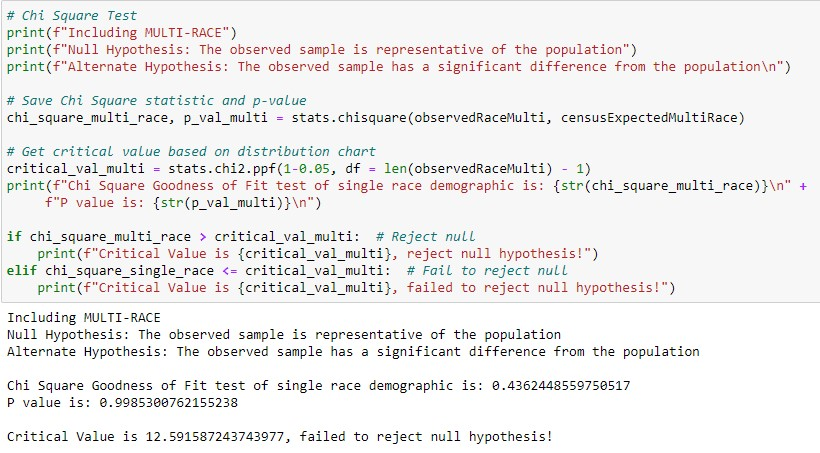 # Chi Square Test
print(f"Including MULTI-RACE")
print(f"Null Hypothesis: The observed sample is representative of the population")
print(f"Alternate Hypothesis: The observed sample has a significant difference from the population\n")
# Save Chi Square statistic and p-value
chi_square_multi_race, p_val_multi = stats.chisquare(observedRaceMulti, censusExpectedMultiRace)
# Get critical value based on distribution chart
critical_val_multi = stats.chi2.ppf(1-0.05, df = len(observedRaceMulti) - 1)
print(f"Chi Square Goodness of Fit test of single race demographic is: {str(chi_square_multi_race)}\n" +
     f"P value is: {str(p_val_multi)}\n")
if chi_square_multi_race > critical_val_multi:  # Reject null
    print(f"Critical Value is {critical_val_multi}, reject null hypothesis!")
elif chi_square_single_race <= critical_val_multi:  # Fail to reject null
    print(f"Critical Value is {critical_val_multi}, failed to reject null hypothesis!")
Including MULTI-RACE
Null Hypothesis: The observed sample is representative of the population
Alternate Hypothesis: The observed sample has a significant difference from the population
Chi Square Goodness of Fit test of single race demographic is: 0.4362448559750517
P value is: 0.9985300762155238
Critical Value is 12.591587243743977, failed to reject null hypothesis!